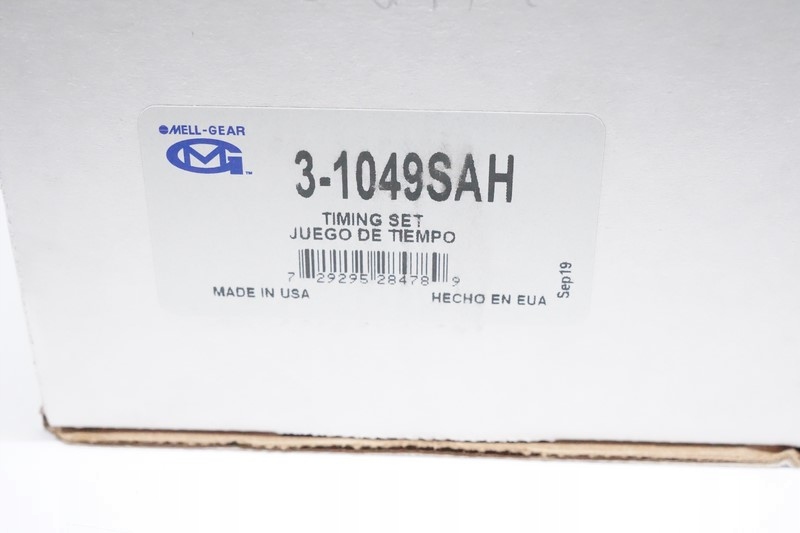 MELL-GEAR
MG™
3-1049SAH
TIMING SET
JUEGO DE TIEMPO
7 29295 28478 9
MADE IN USA
HECHO EN EUA
Sep19